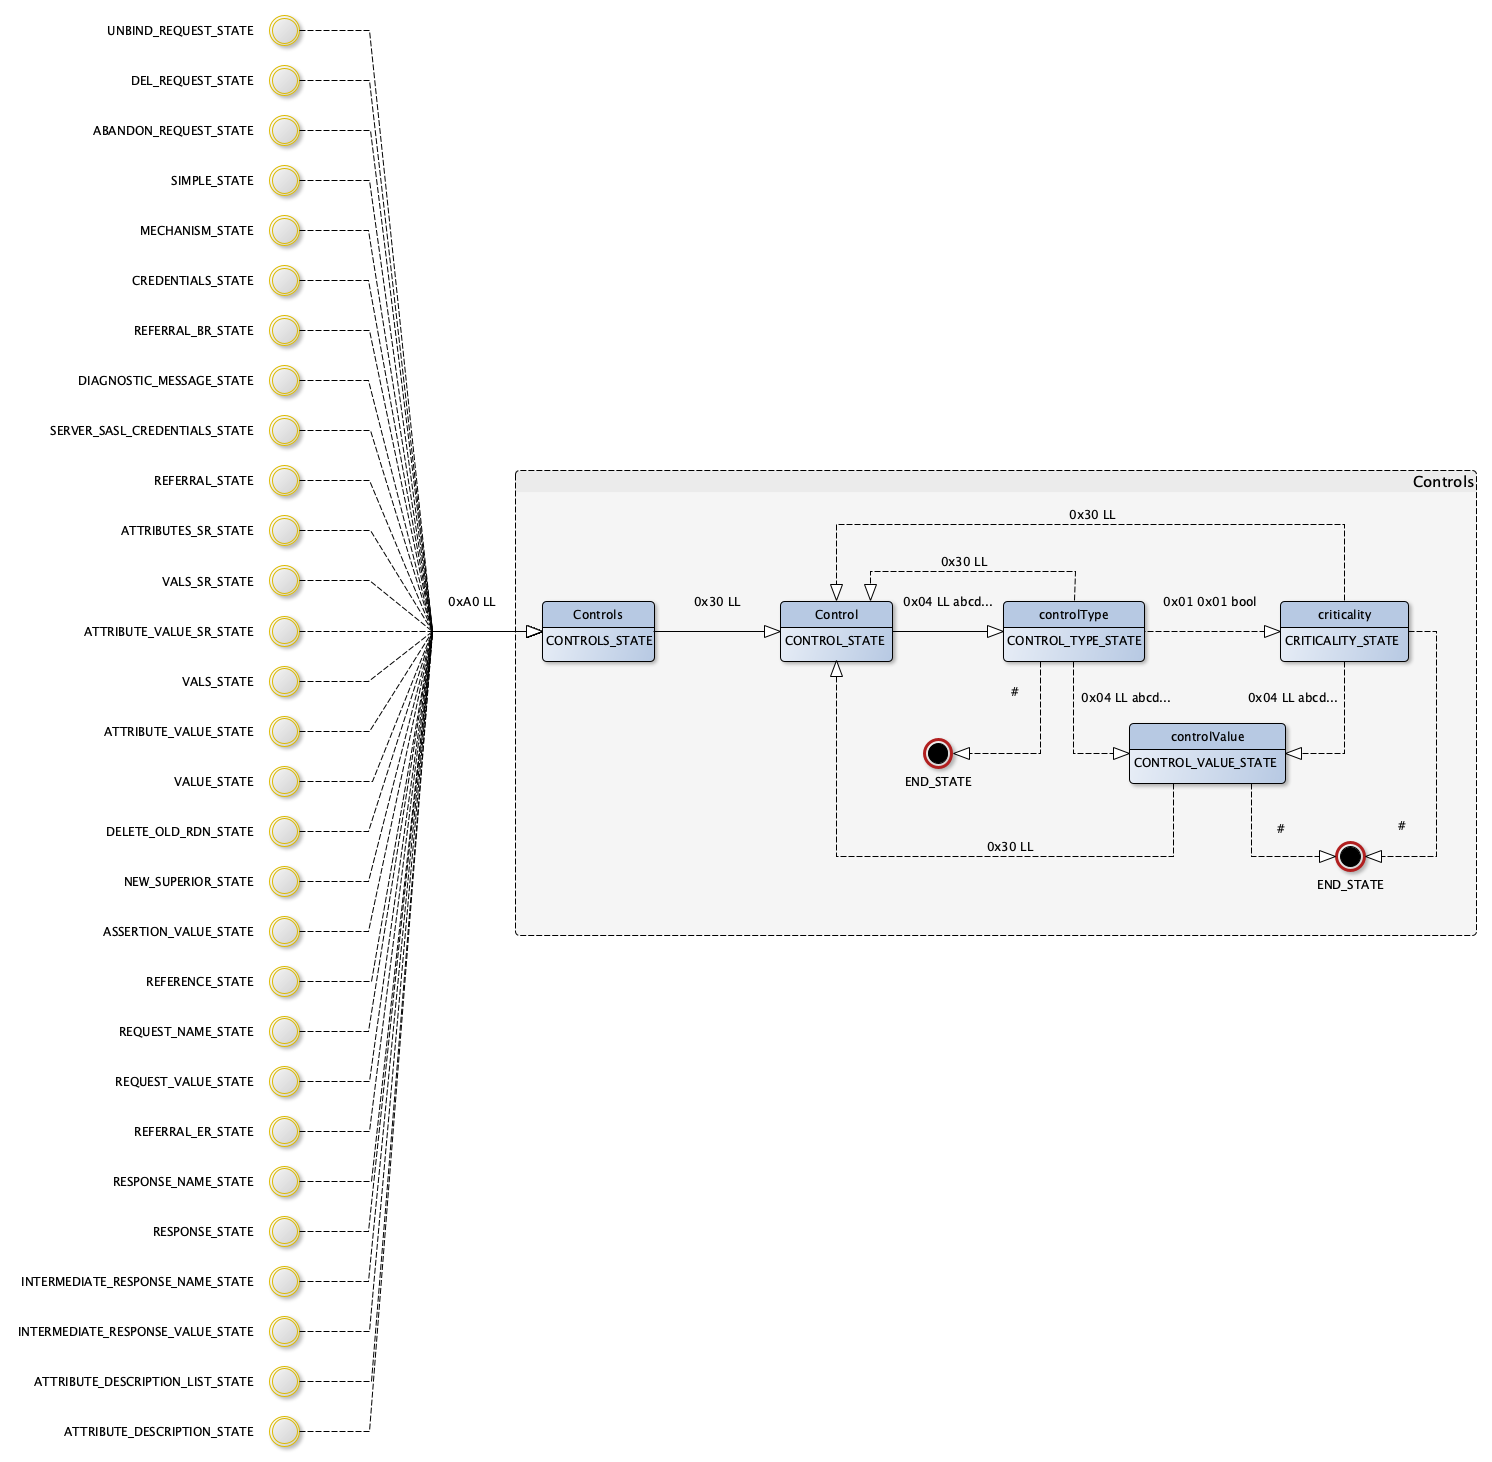 UNBIND_REQUEST_STATE
DEL_REQUEST_STATE
ABANDON_REQUEST_STATE
SIMPLE_STATE
MECHANISM_STATE
CREDENTIALS_STATE
REFERRAL_BR_STATE
DIAGNOSTIC_MESSAGE_STATE
SERVER_SASL_CREDENTIALS_STATE
REFERRAL_STATE
ATTRIBUTES_SR_STATE
VALS_SR_STATE
ATTRIBUTE_VALUE_SR_STATE
VALS_STATE
ATTRIBUTE_VALUE_STATE
VALUE_STATE
DELETE_OLD_RDN_STATE
NEW_SUPERIOR_STATE
ASSERTION_VALUE_STATE
REFERENCE_STATE
REQUEST_NAME_STATE
REQUEST_VALUE_STATE
REFERRAL_ER_STATE
RESPONSE_NAME_STATE
RESPONSE_STATE
INTERMEDIATE_RESPONSE_NAME_STATE
INTERMEDIATE_RESPONSE_VALUE_STATE
ATTRIBUTE_DESCRIPTION_LIST_STATE
ATTRIBUTE_DESCRIPTION_STATE
0xA0 LL
Controls
0x30 LL
0x30 LL
Controls
CONTROLS_STATE
0x30 LL
Control
CONTROL_STATE
0x04 LL abcd...
controlType
CONTROL_TYPE_STATE
0x01 0x01 bool
criticality
CRITICALITY_STATE
#
0x04 LL abcd...
0x04 LL abcd...
controlValue
CONTROL_VALUE_STATE
END_STATE
#
#
0x30 LL
END_STATE